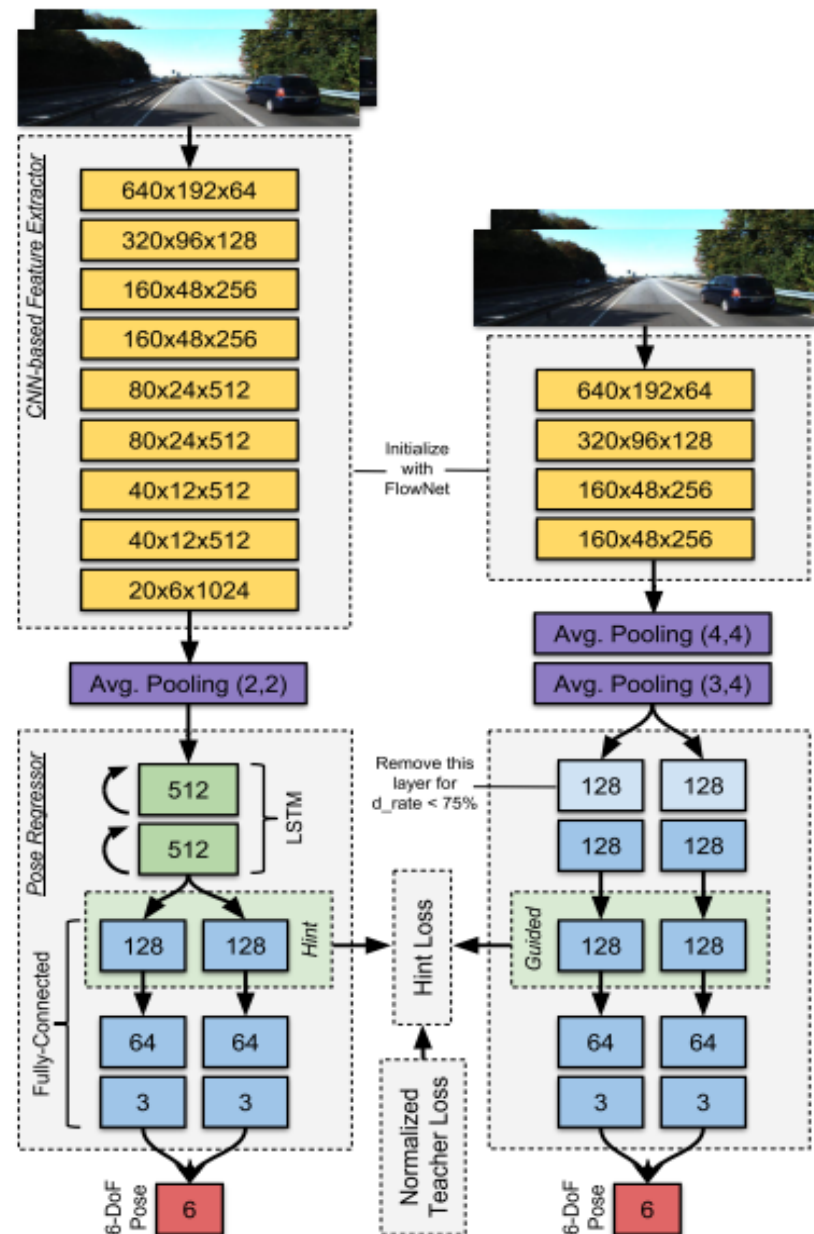 CNN-based Feature Extractor
640x192x64
320x96x128
160x48x256
160x48x256
80x24x512
80x24x512
40x12x512
40x12x512
20x6x1024
Avg. Pooling (2,2)
Pose Regressor
512
512
LSTM
Fully-Connected
128
128
Hint
64
64
3
3
6-DoF
Pose
6
Initialize
with
FlowNet
Remove this
layer for
d_rate < 75%
Hint Loss
Normalized
Teacher Loss
640x192x64
320x96x128
160x48x256
160x48x256
Avg. Pooling (4,4)
Avg. Pooling (3,4)
128
128
128
128
Guided
128
128
64
64
3
3
6-DoF
Pose
6